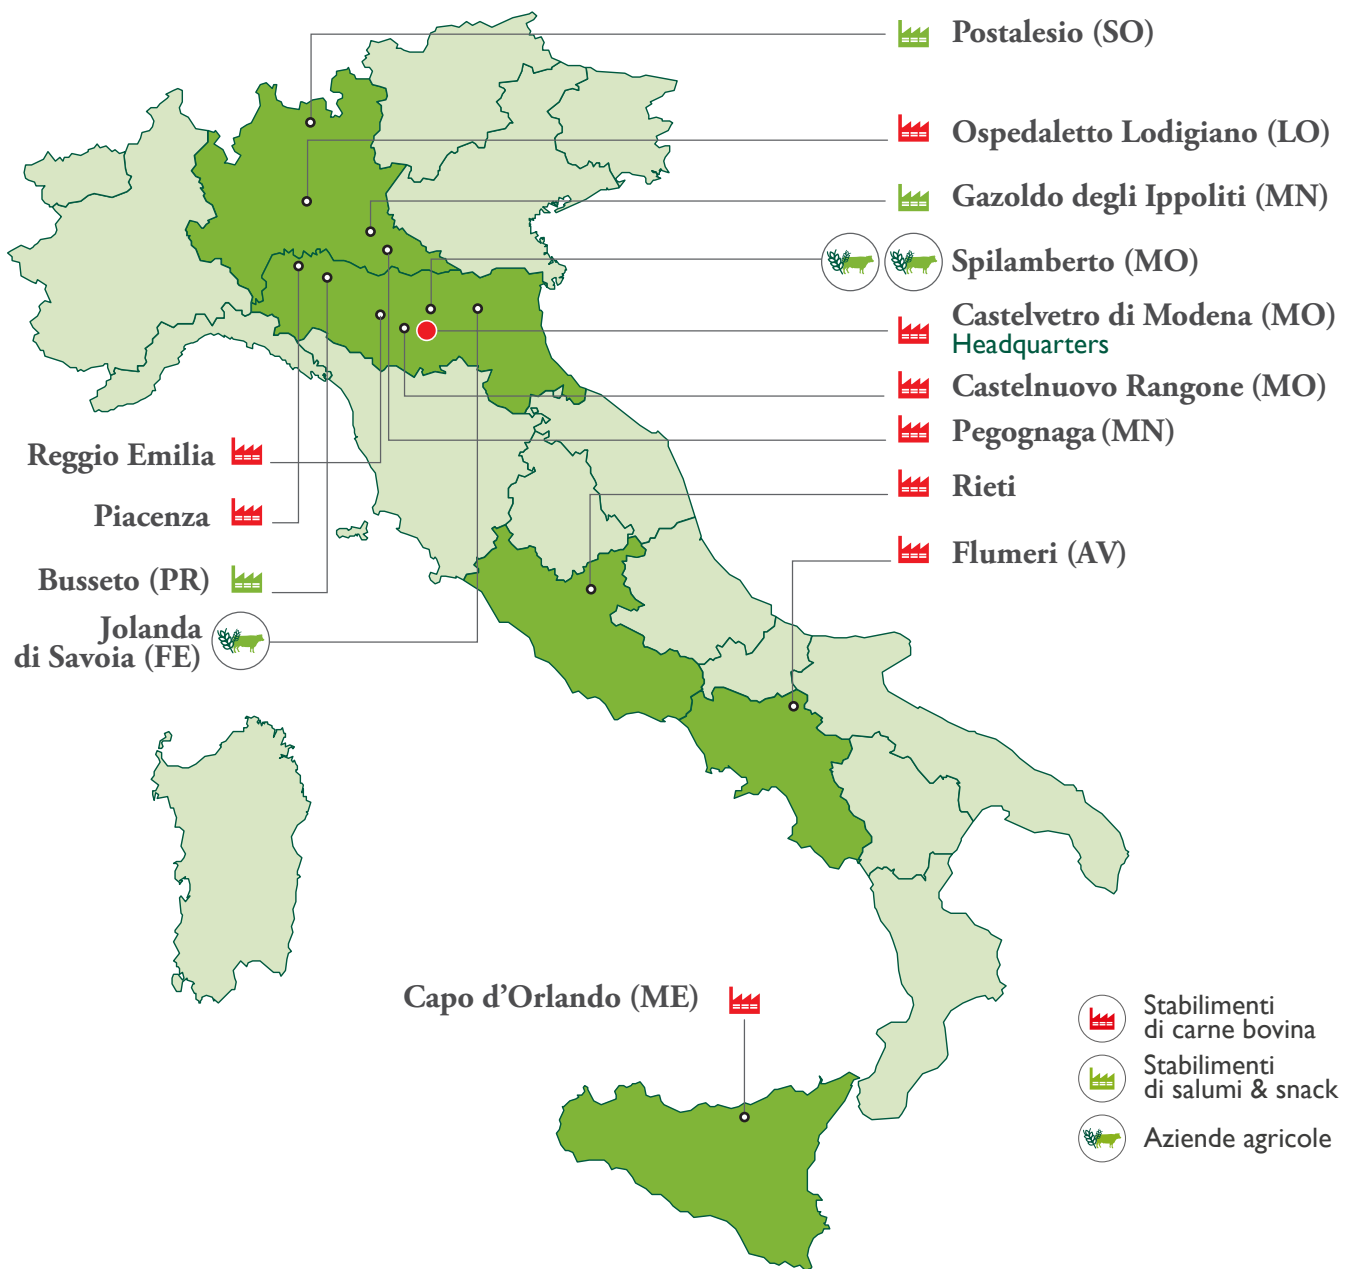 Postalesio (SO)
Ospedaletto Lodigiano (LO)
Gazoldo degli Ippoliti (MN)
Spilamberto (MO)
Castelvetro di Modena (MO)
Headquarters
Castelnuovo Rangone (MO)
Pegognaga (MN)
Rieti
Flumeri (AV)
Reggio Emilia
Piacenza
Busseto (PR)
Jolanda
di Savoia (FE)
Capo d’Orlando (ME)
Stabilimenti
di carne bovina
Stabilimenti
di salumi & snack
Aziende agricole